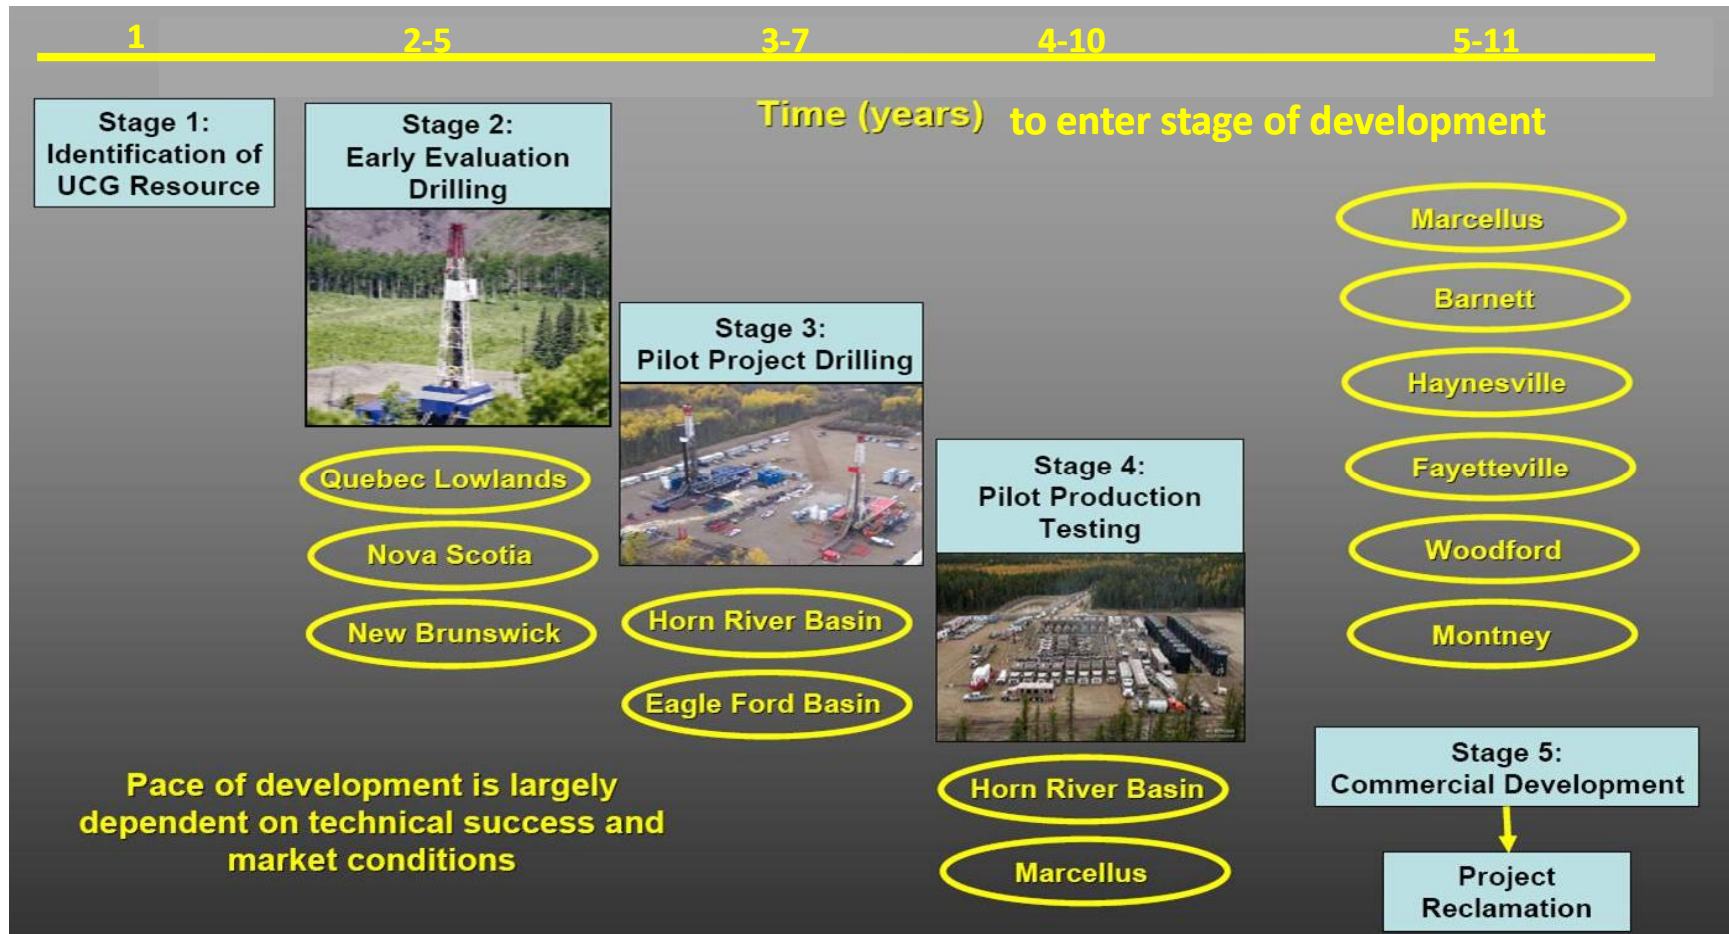 1
2-5
3-7
4-10
5-11
Time (years) to enter stage of development
Stage 1:
Identification of
UCG Resource
Stage 2:
Early Evaluation
Drilling
Quebec Lowlands
Nova Scotia
New Brunswick
Stage 3:
Pilot Project Drilling
Horn River Basin
Eagle Ford Basin
Stage 4:
Pilot Production
Testing
Horn River Basin
Marcellus
Marcellus
Barnett
Haynesville
Fayetteville
Woodford
Montney
Stage 5:
Commercial Development
Project
Reclamation
Pace of development is largely
dependent on technical success and
market conditions